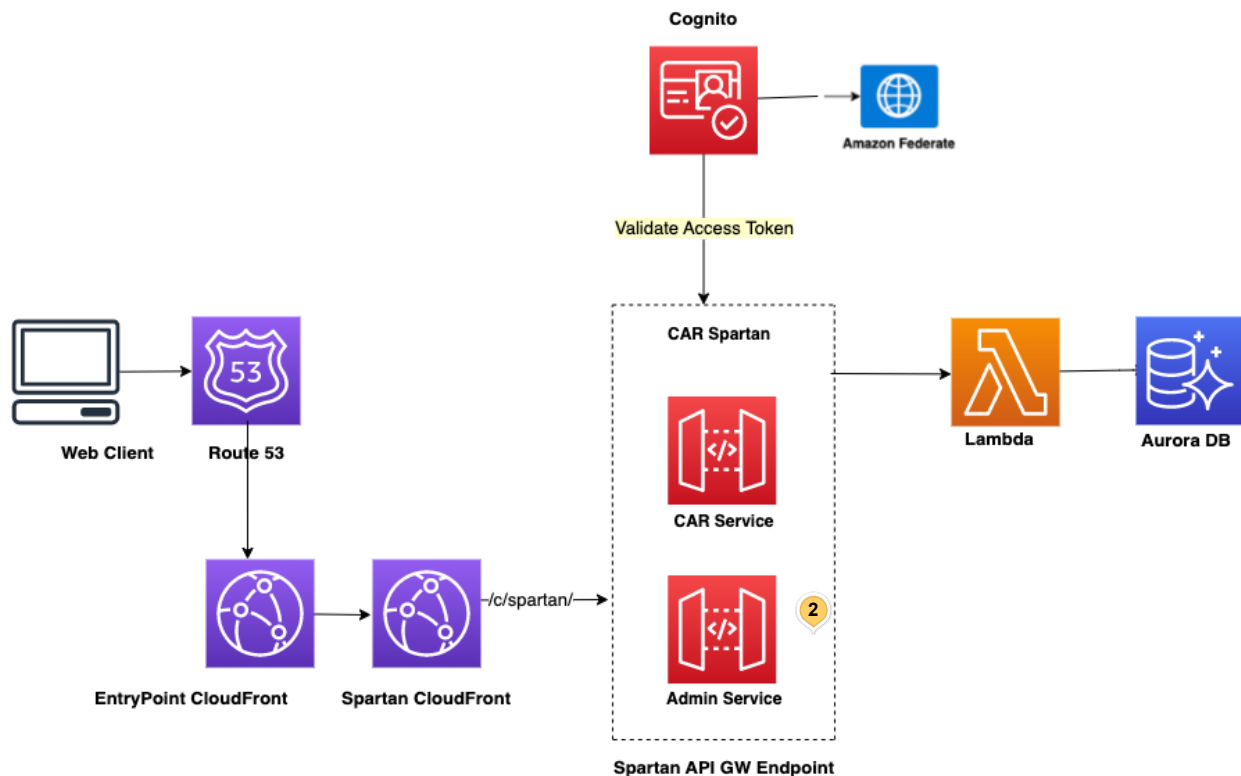 Cognito
Amazon Federate
Validate Access Token
CAR Spartan
53
Web Client
Route 53
Lambda
Aurora DB
</>
CAR Service
-/c/spartan/
2
</>
EntryPoint CloudFront
Spartan CloudFront
Admin Service
Spartan API GW Endpoint